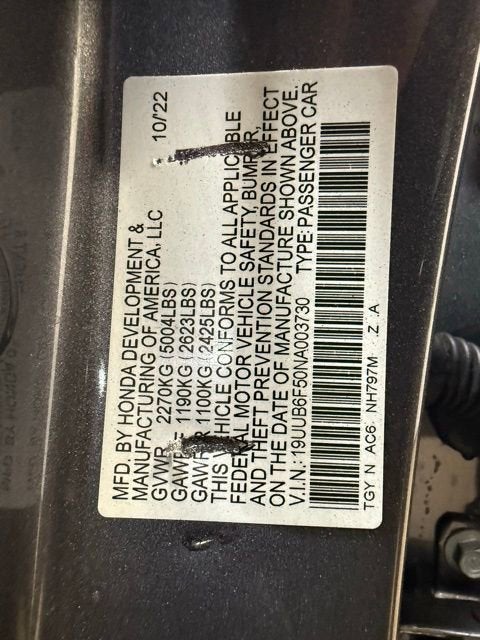 MFD. BY HONDA DEVELOPMENT &
MANUFACTURING OF AMERICA, LLC 10/22
GVWR 2270KG (5004LBS)
GAWR F 1190KG (2623LBS)
GAWR R 1100KG (2425LBS)
THIS VEHICLE CONFORMS TO ALL APPLICABLE
FEDERAL MOTOR VEHICLE SAFETY, BUMPER,
AND THEFT PREVENTION STANDARDS IN EFFECT
ON THE DATE OF MANUFACTURE SHOWN ABOVE.
V.I.N.: 19UUB6F50NA003730 TYPE: PASSENGER CAR
TGY N AC6 NH797M Z A